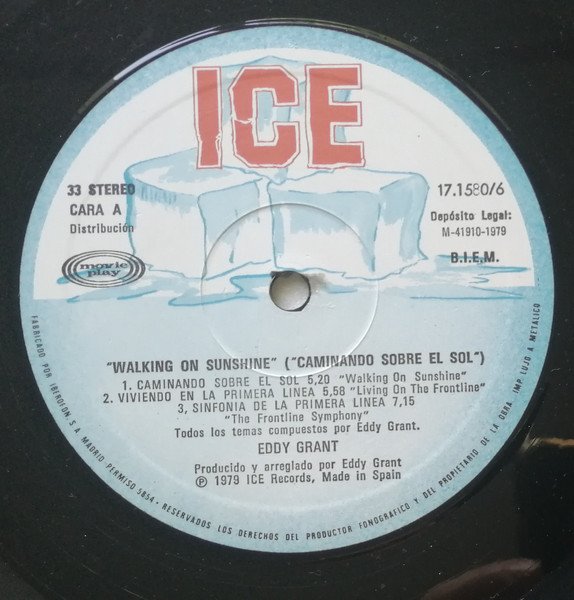 ICE
33 STEREO
CARA A
Distribución
movie
play
17.1580/6
Depósito Legal:
M-41910-1979
B.I.E.M.
"WALKING ON SUNSHINE" ("CAMINANDO SOBRE EL SOL")
1. CAMINANDO SOBRE EL SOL 5,20 "Walking On Sunshine"
2. VIVIENDO EN LA PRIMERA LINEA 5,58 "Living On The Frontline"
3, SINFONIA DE LA PRIMERA LINEA 7,15
"The Frontline Symphony"
Todos los temas compuestos por Eddy Grant.
EDDY GRANT
Producido y arreglado por Eddy Grant
Ⓟ 1979 ICE Records, Made in Spain
FABRICADO POR IBEROFON, S A MADRID PERMISO 5854 - RESERVADOS LOS DERECHOS DEL PRODUCTOR FONOGRAFICO Y DEL PROPIETARIO DE LA OBRA. IMP. LUJO A METALICO